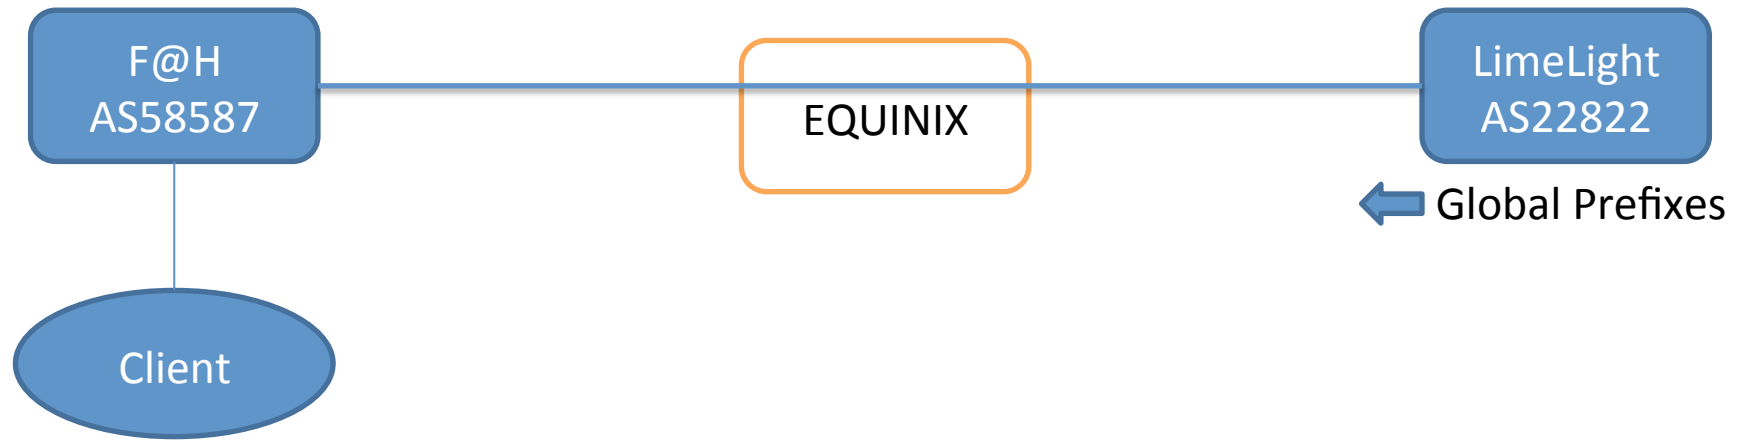 F@H
AS58587
EQUINIX
LimeLight
AS22822
Global Prefixes
Client